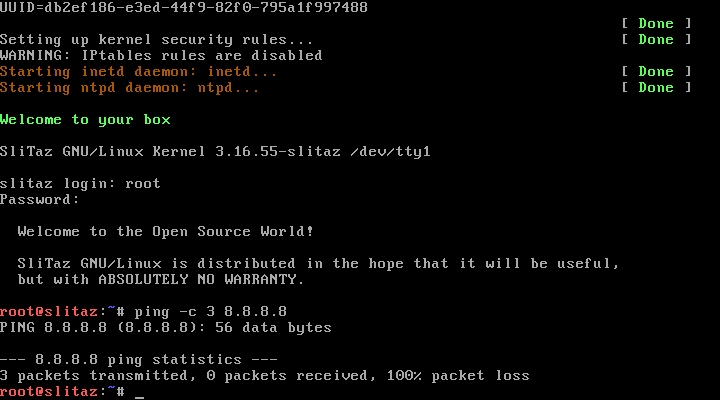 UUID=db2ef186-e3ed-44f9-82f0-795a1f997488
[ Done ]
Setting up kernel security rules... [ Done ]
WARNING: IPtables rules are disabled
Starting inetd daemon: inetd... [ Done ]
Starting ntpd daemon: ntpd... [ Done ]
Welcome to your box
SliTaz GNU/Linux Kernel 3.16.55-slitaz /dev/tty1
slitaz login: root
Password:
Welcome to the Open Source World!
SliTaz GNU/Linux is distributed in the hope that it will be useful,
but with ABSOLUTELY NO WARRANTY.
root@slitaz:~# ping -c 3 8.8.8.8
PING 8.8.8.8 (8.8.8.8): 56 data bytes
--- 8.8.8.8 ping statistics ---
3 packets transmitted, 0 packets received, 100% packet loss
root@slitaz:~# _